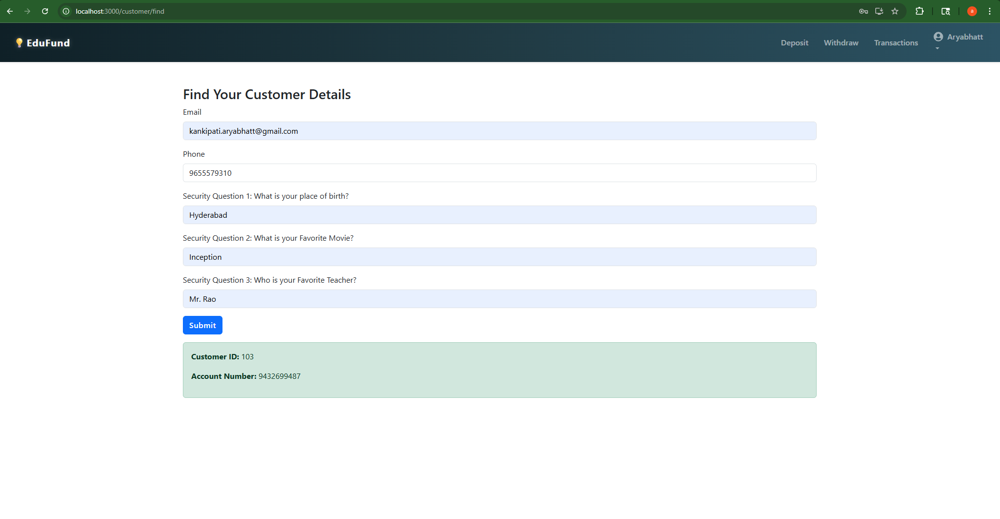 localhost:3000/customer/find
a
EduFund
Deposit
Withdraw
Transactions
Aryabhatt
Find Your Customer Details
Email
kankipati.aryabhatt@gmail.com
Phone
9655579310
Security Question 1: What is your place of birth?
Hyderabad
Security Question 2: What is your Favorite Movie?
Inception
Security Question 3: Who is your Favorite Teacher?
Mr. Rao
Submit
Customer ID: 103
Account Number: 9432699487